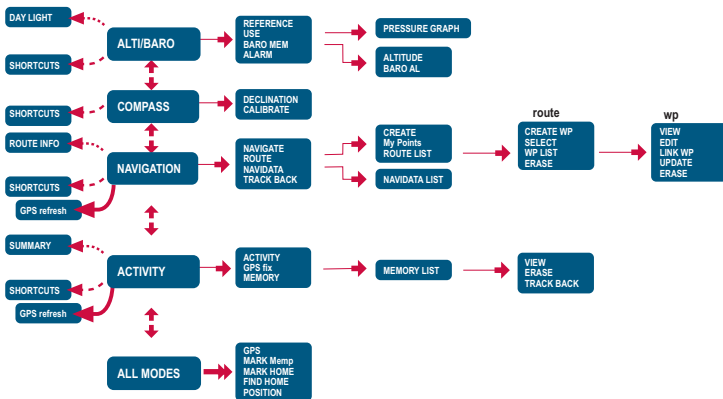 DAY LIGHT
SHORTCUTS
ALTI/BARO
REFERENCE
USE
BARO MEM
ALARM
PRESSURE GRAPH
ALTITUDE
BARO AL
SHORTCUTS
COMPASS
DECLINATION
CALIBRATE
ROUTE INFO
SHORTCUTS
GPS refresh
NAVIGATION
NAVIGATE
ROUTE
NAVIDATA
TRACK BACK
CREATE
My Points
ROUTE LIST
NAVIDATA LIST
route
CREATE WP
SELECT
WP LIST
ERASE
wp
VIEW
EDIT
LINK WP
UPDATE
ERASE
SUMMARY
SHORTCUTS
GPS refresh
ACTIVITY
ACTIVITY
GPS fix
MEMORY
MEMORY LIST
VIEW
ERASE
TRACK BACK
ALL MODES
GPS
MARK Memp
MARK HOME
FIND HOME
POSITION